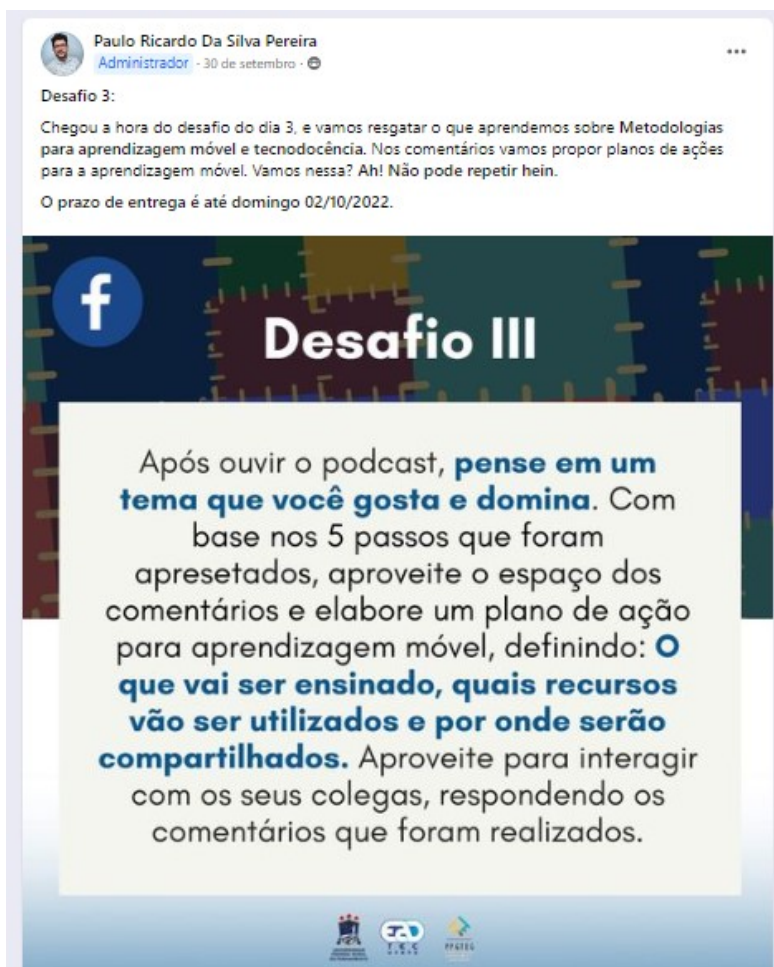 Paulo Ricardo Da Silva Pereira
Administrador · 30 de setembro ·
Desafio 3:
Chegou a hora do desafio do dia 3, e vamos resgatar o que aprendemos sobre Metodologias
para aprendizagem móvel e tecnodocência. Nos comentários vamos propor planos de ações
para a aprendizagem móvel. Vamos nessa? Ah! Não pode repetir hein.
O prazo de entrega é até domingo 02/10/2022.
f
Desafio III
Após ouvir o podcast, pense em um
tema que você gosta e domina. Com
base nos 5 passos que foram
apresetados, aproveite o espaço dos
comentários e elabore um plano de ação
para aprendizagem móvel, definindo: O
que vai ser ensinado, quais recursos
vão ser utilizados e por onde serão
compartilhados. Aproveite para interagir
com os seus colegas, respondendo os
comentários que foram realizados.
PPGTEG